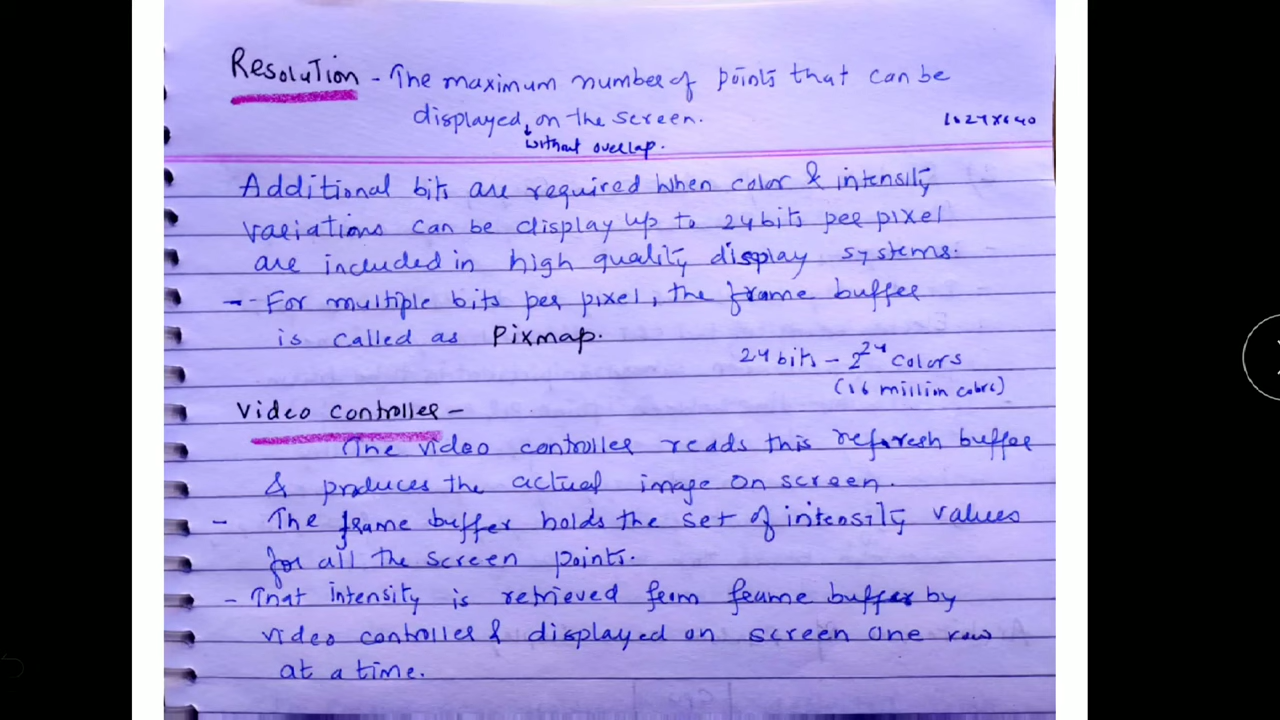 Resolution - The maximum number of points that can be
displayed on the screen.
without overlap.
Additional bits are required when color & intensity
variations can be display up to 24 bits per pixel
are included in high quality display systems.
-- For multiple bits per pixel, the frame buffer
is called as Pixmap.
24 bits - 2^24 colors
(16 million colors)
Video Controller -
The video controller reads this refresh buffer
& produces the actual image on screen.
- The frame buffer holds the set of intensity values
for all the screen points.
- That intensity is retrieved from frame buffer by
video controller & displayed on screen one row
at a time.